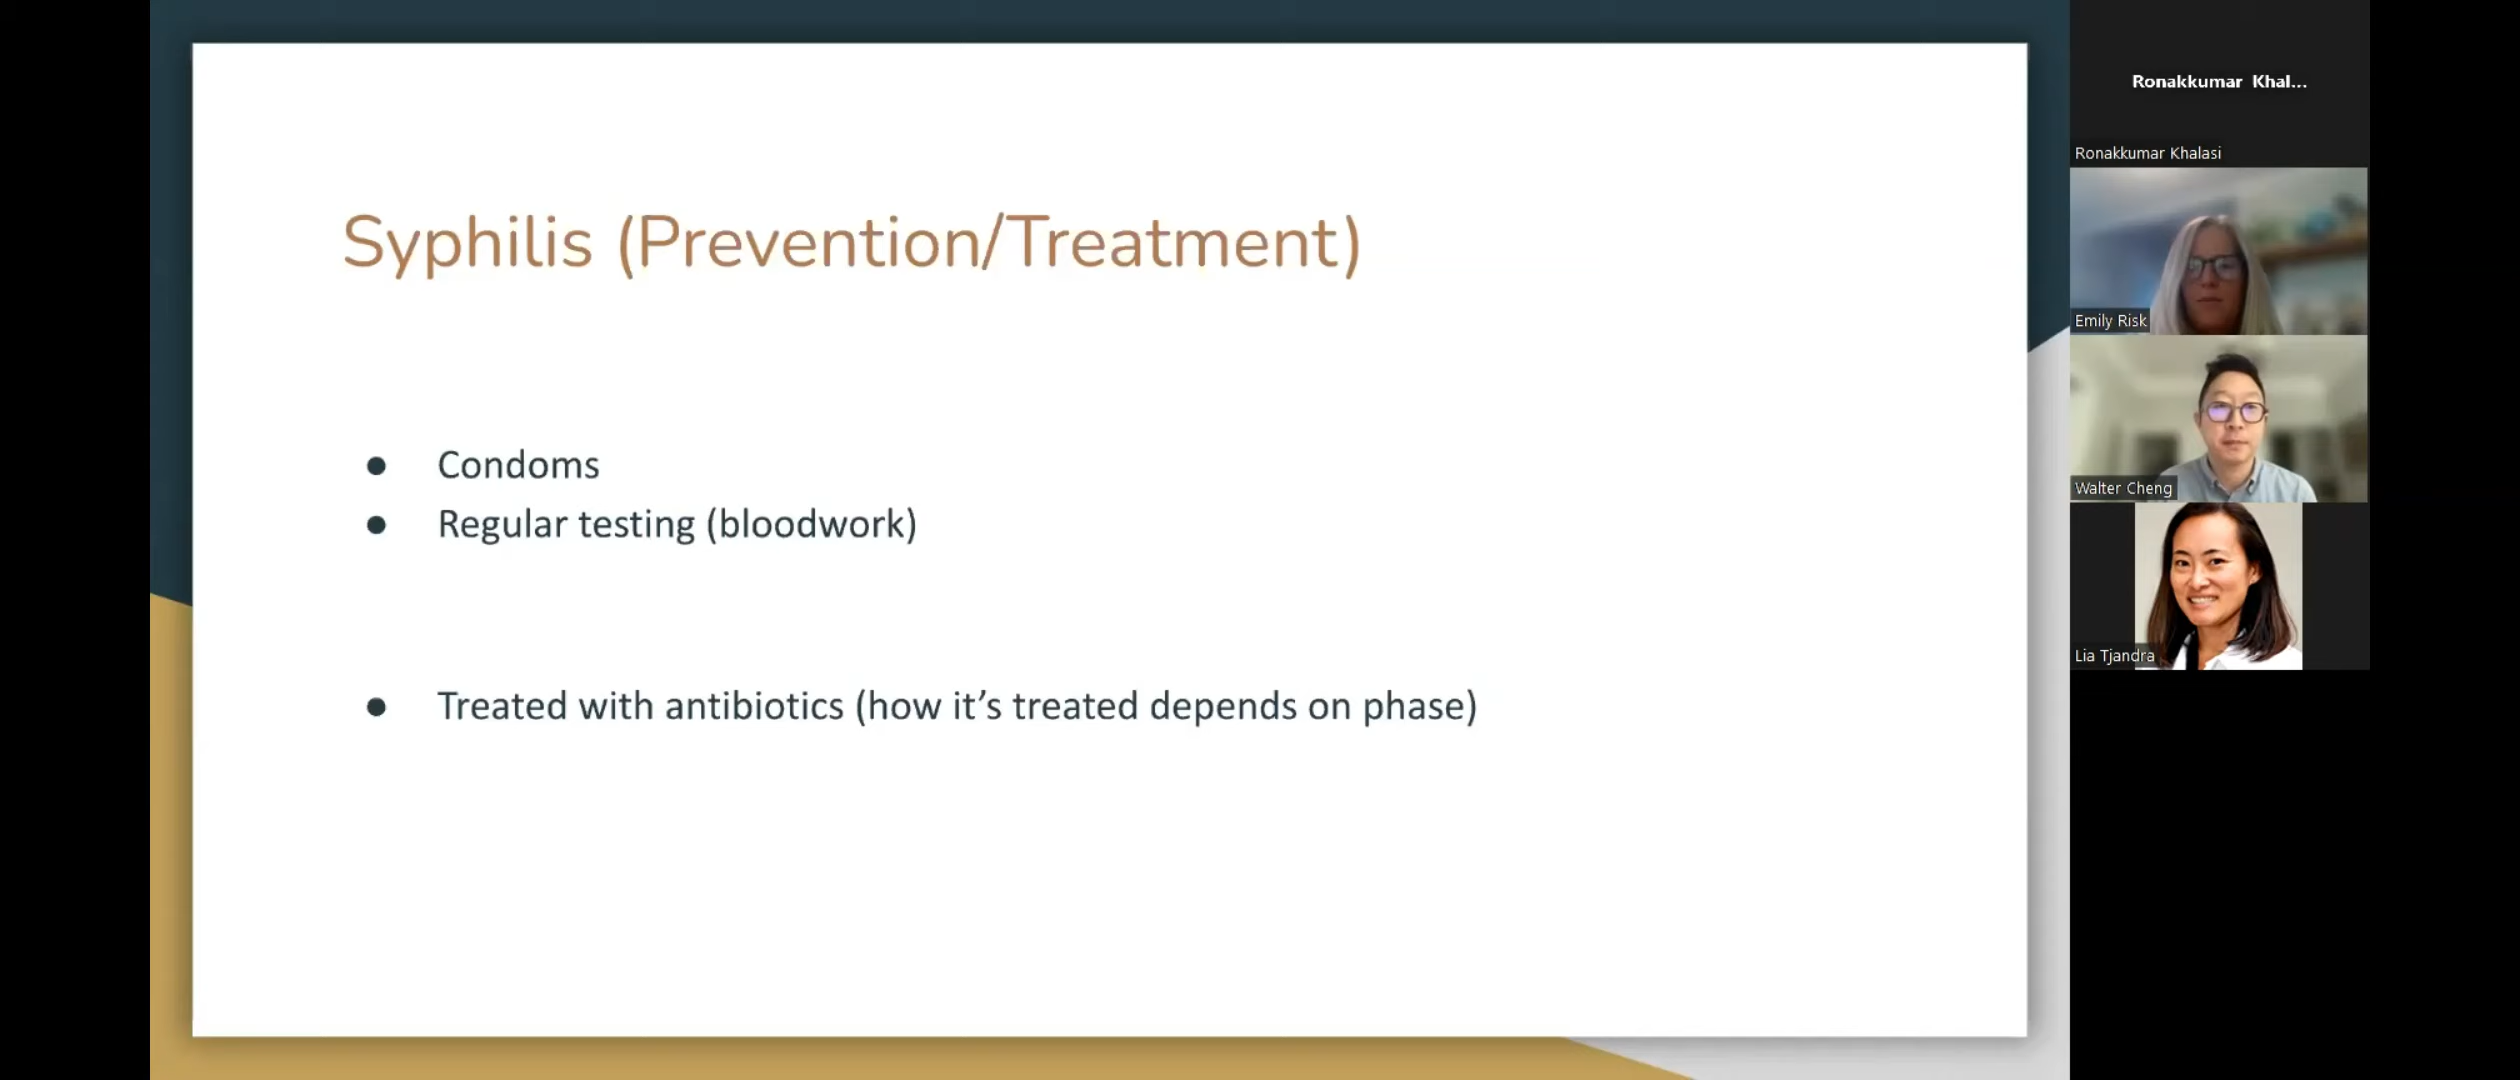 Syphilis (Prevention/Treatment)
● Condoms
● Regular testing (bloodwork)
● Treated with antibiotics (how it’s treated depends on phase)
Ronakkumar Khal...
Ronakkumar Khalasi
Emily Risk
Walter Cheng
Lia Tjandra